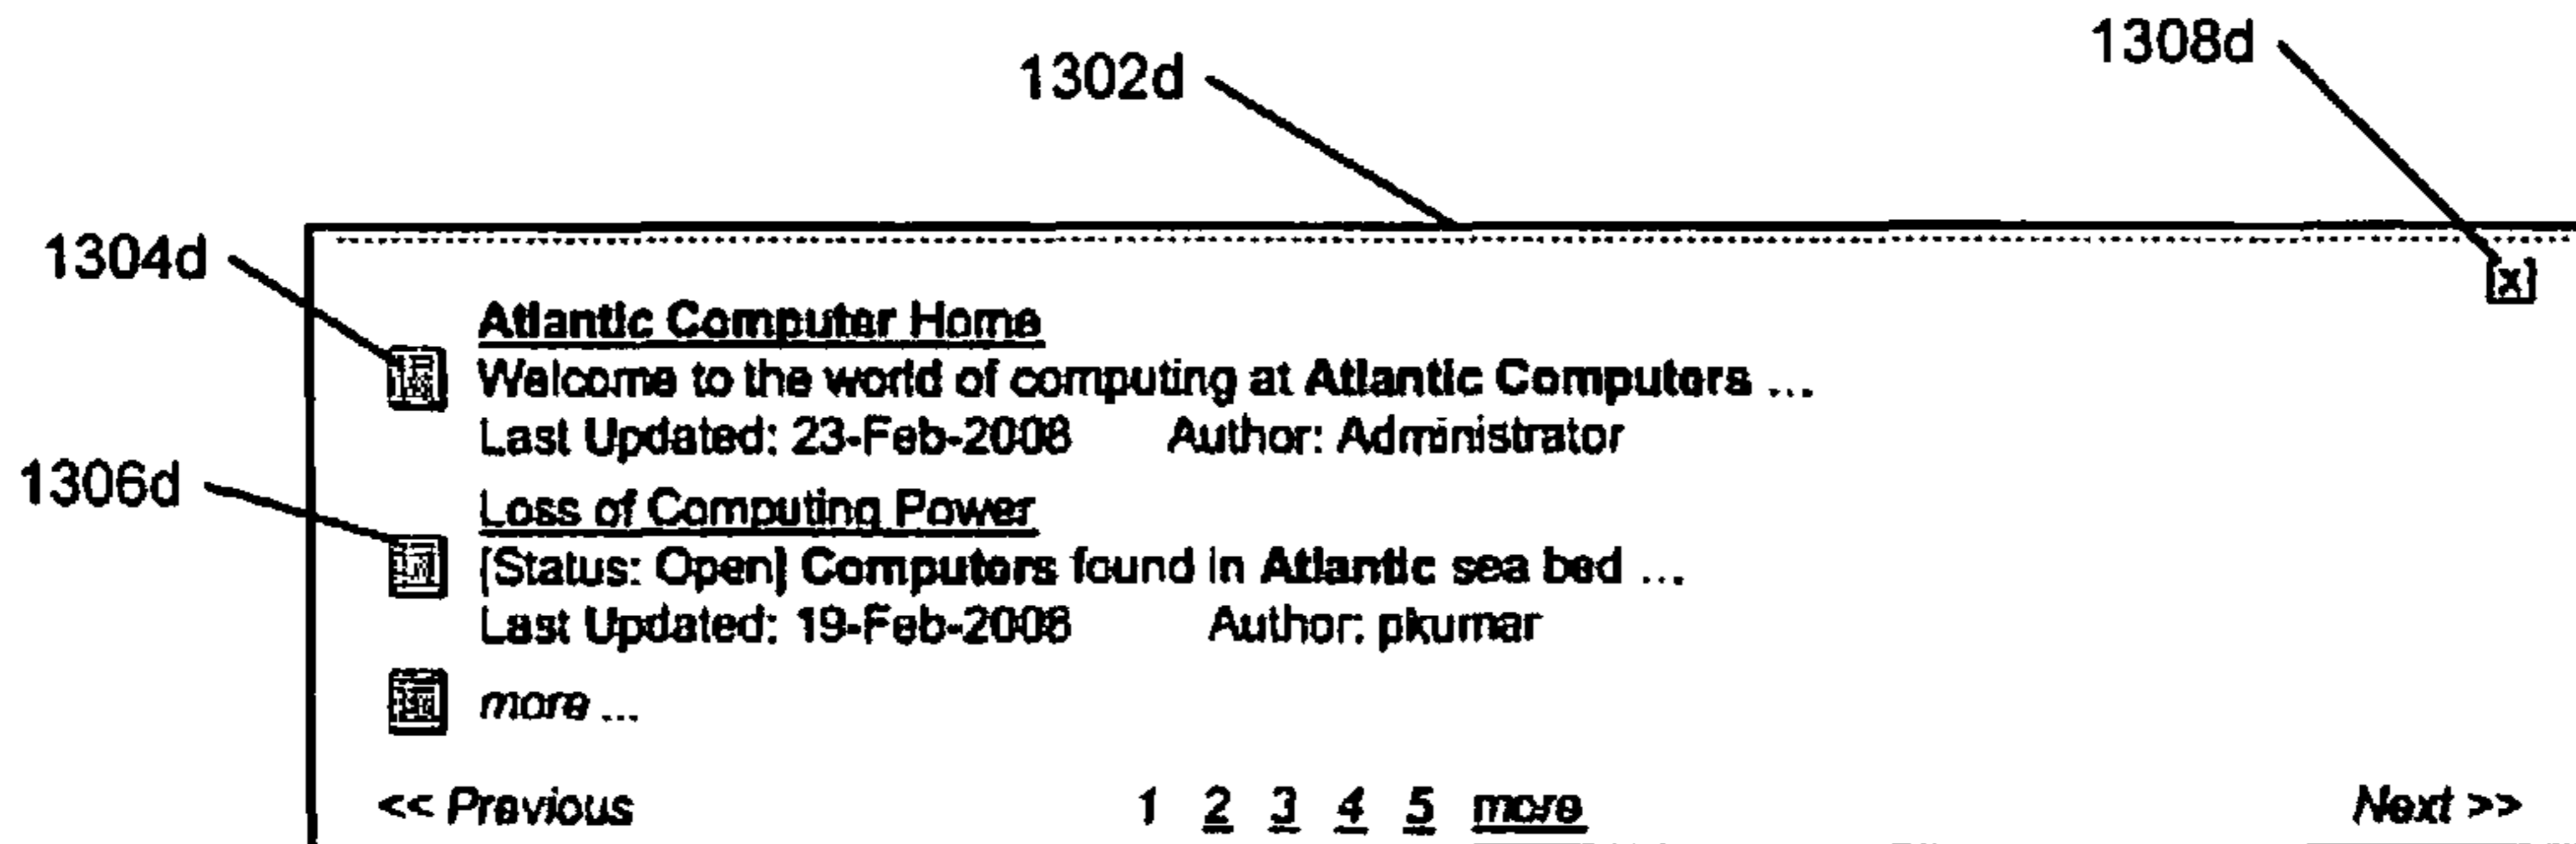 1308d
1302d
1304d
[x]
Atlantic Computer Home
Welcome to the world of computing at Atlantic Computers ...
Last Updated: 23-Feb-2008 Author: Administrator
1306d
Loss of Computing Power
[Status: Open] Computers found in Atlantic sea bed ...
Last Updated: 19-Feb-2008 Author: pkumar
more ...
<< Previous 1 2 3 4 5 more Next >>